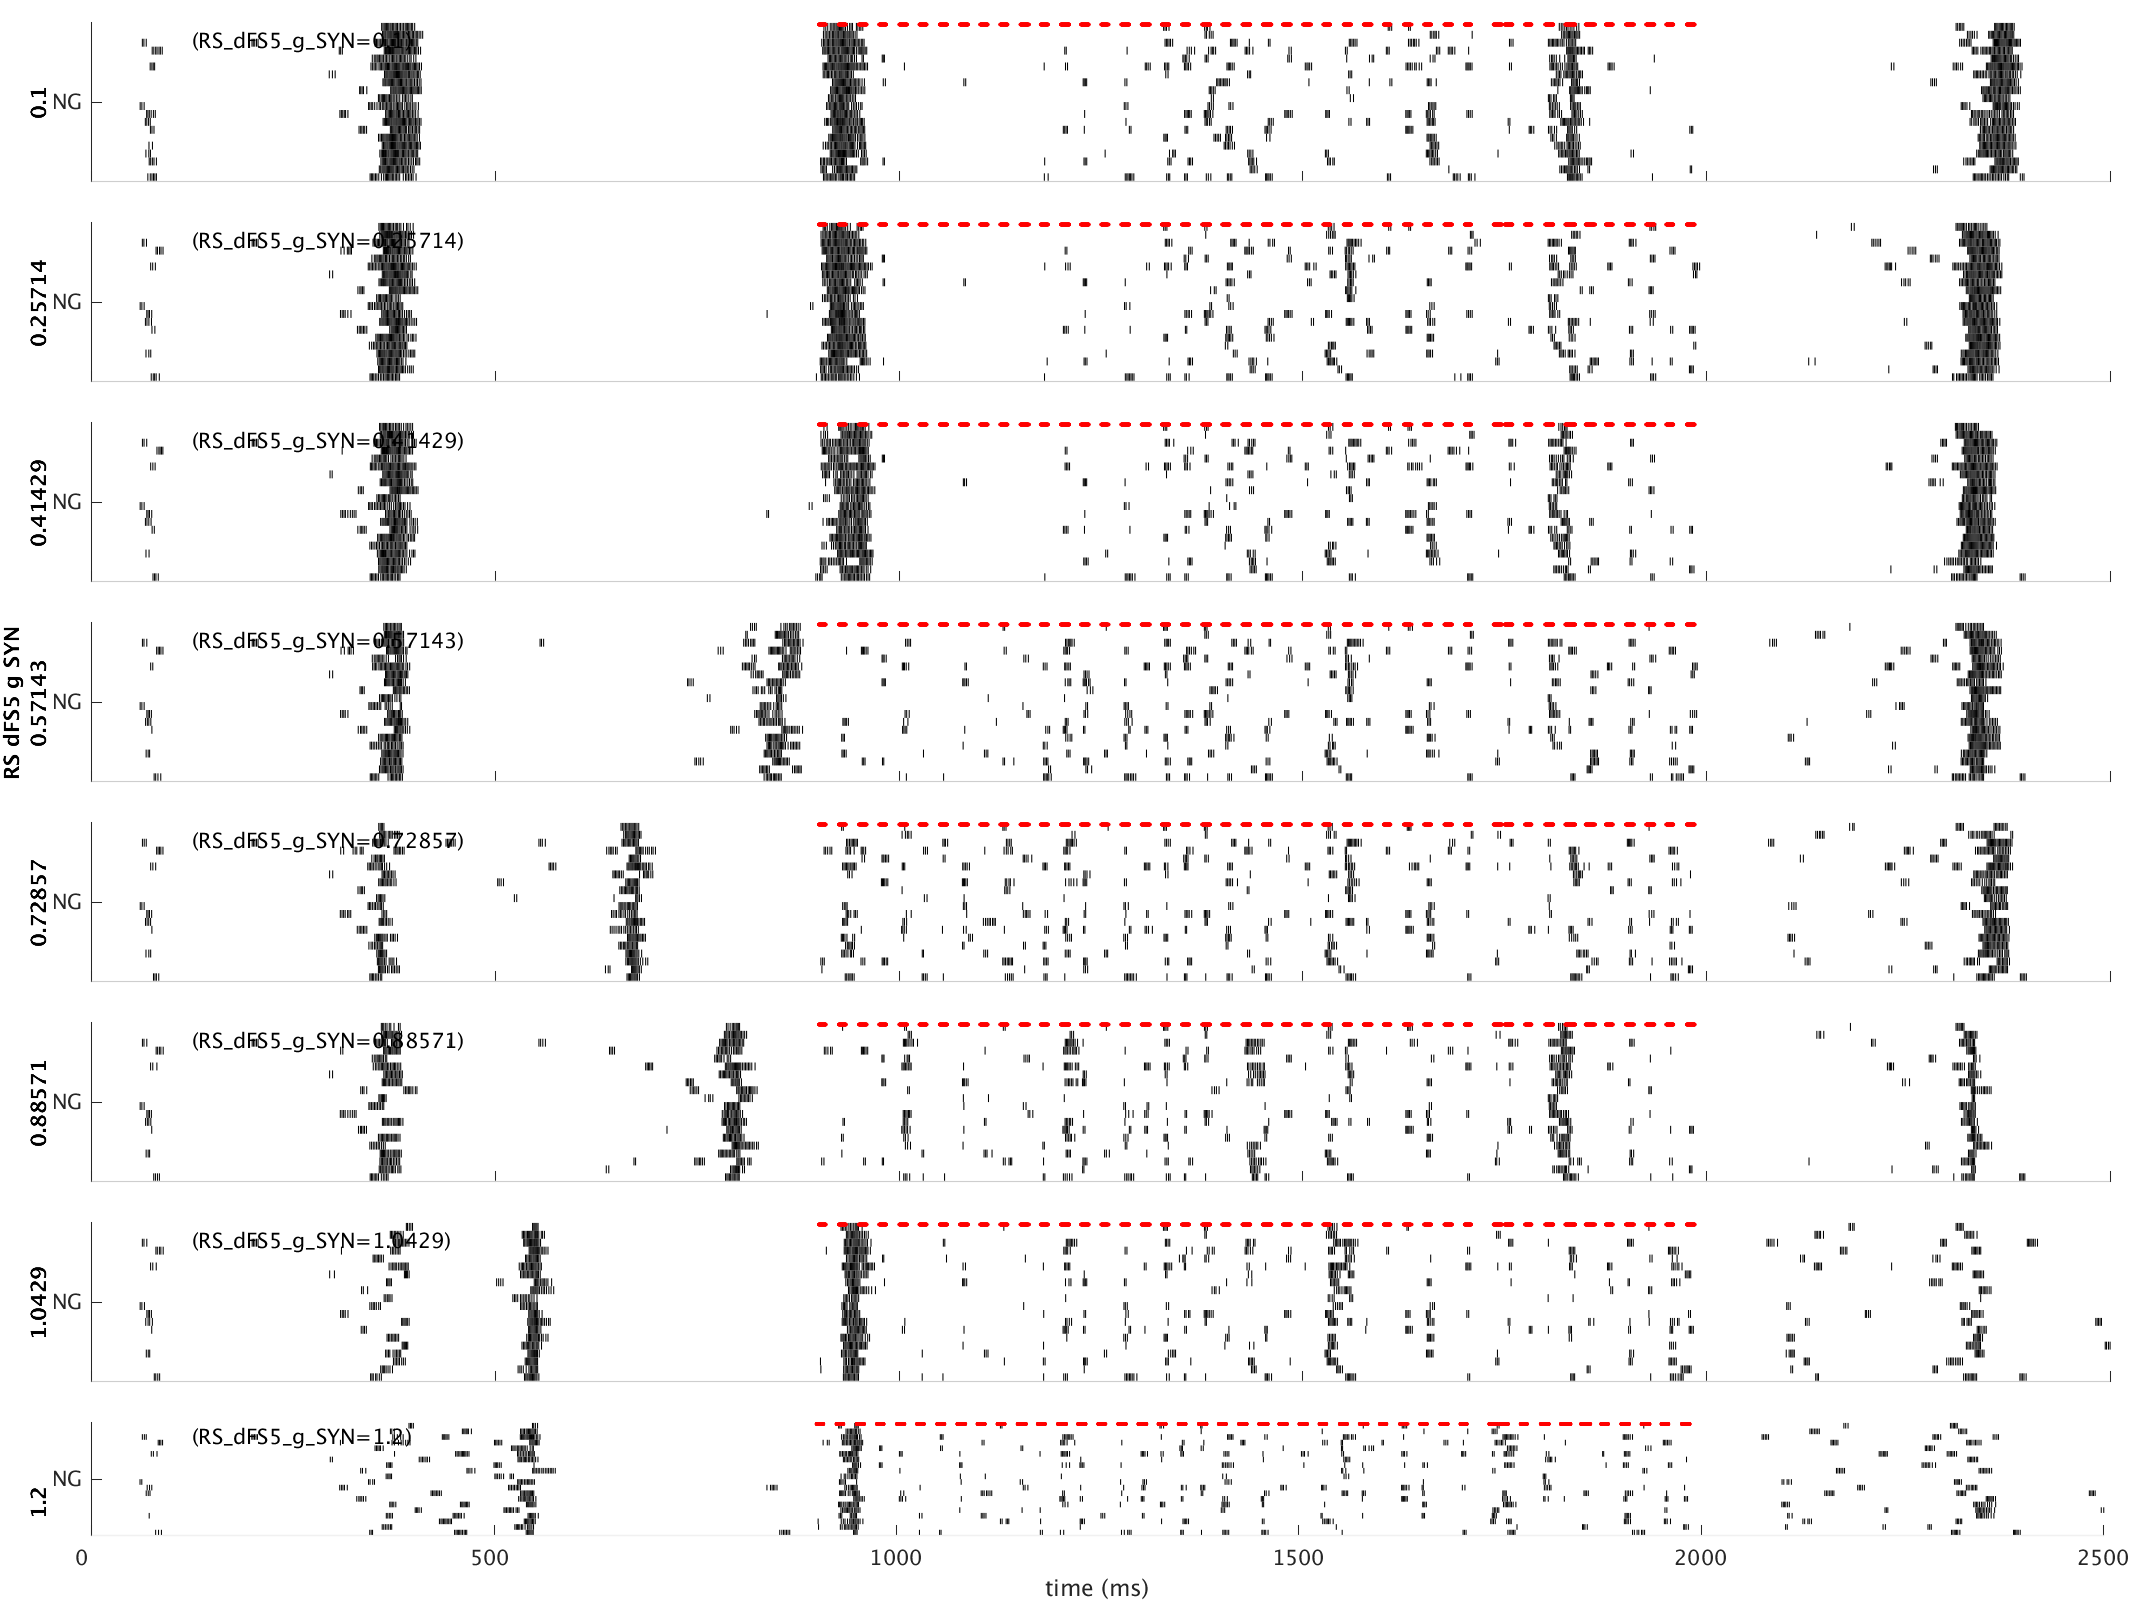 RS dFS5 g SYN
0.1
NG
(RS_dFS5_g_SYN=0.1)
0.25714
NG
(RS_dFS5_g_SYN=0.25714)
0.41429
NG
(RS_dFS5_g_SYN=0.41429)
0.57143
NG
(RS_dFS5_g_SYN=0.57143)
0.72857
NG
(RS_dFS5_g_SYN=0.72857)
0.88571
NG
(RS_dFS5_g_SYN=0.88571)
1.0429
NG
(RS_dFS5_g_SYN=1.0429)
1.2
NG
(RS_dFS5_g_SYN=1.2)
0 500 1000 1500 2000 2500
time (ms)